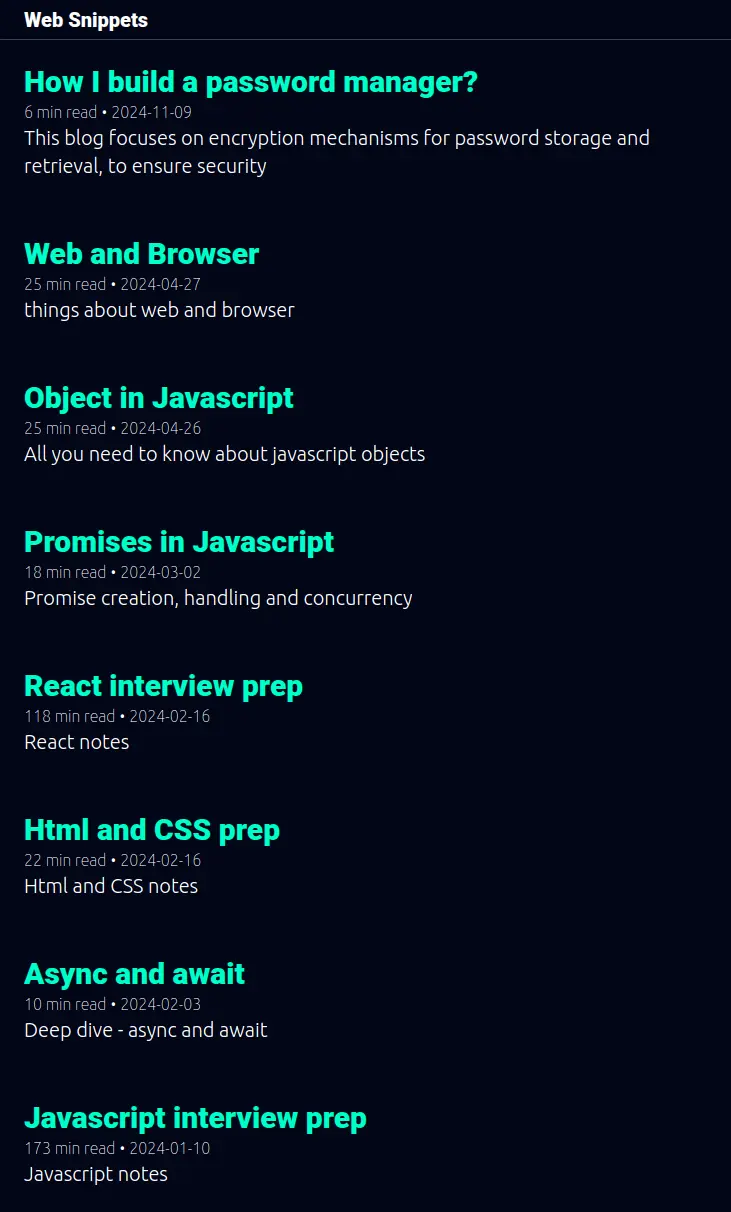 Web Snippets
How I build a password manager?
6 min read • 2024-11-09
This blog focuses on encryption mechanisms for password storage and
retrieval, to ensure security
Web and Browser
25 min read • 2024-04-27
things about web and browser
Object in Javascript
25 min read • 2024-04-26
All you need to know about javascript objects
Promises in Javascript
18 min read • 2024-03-02
Promise creation, handling and concurrency
React interview prep
118 min read • 2024-02-16
React notes
Html and CSS prep
22 min read • 2024-02-16
Html and CSS notes
Async and await
10 min read • 2024-02-03
Deep dive - async and await
Javascript interview prep
173 min read • 2024-01-10
Javascript notes